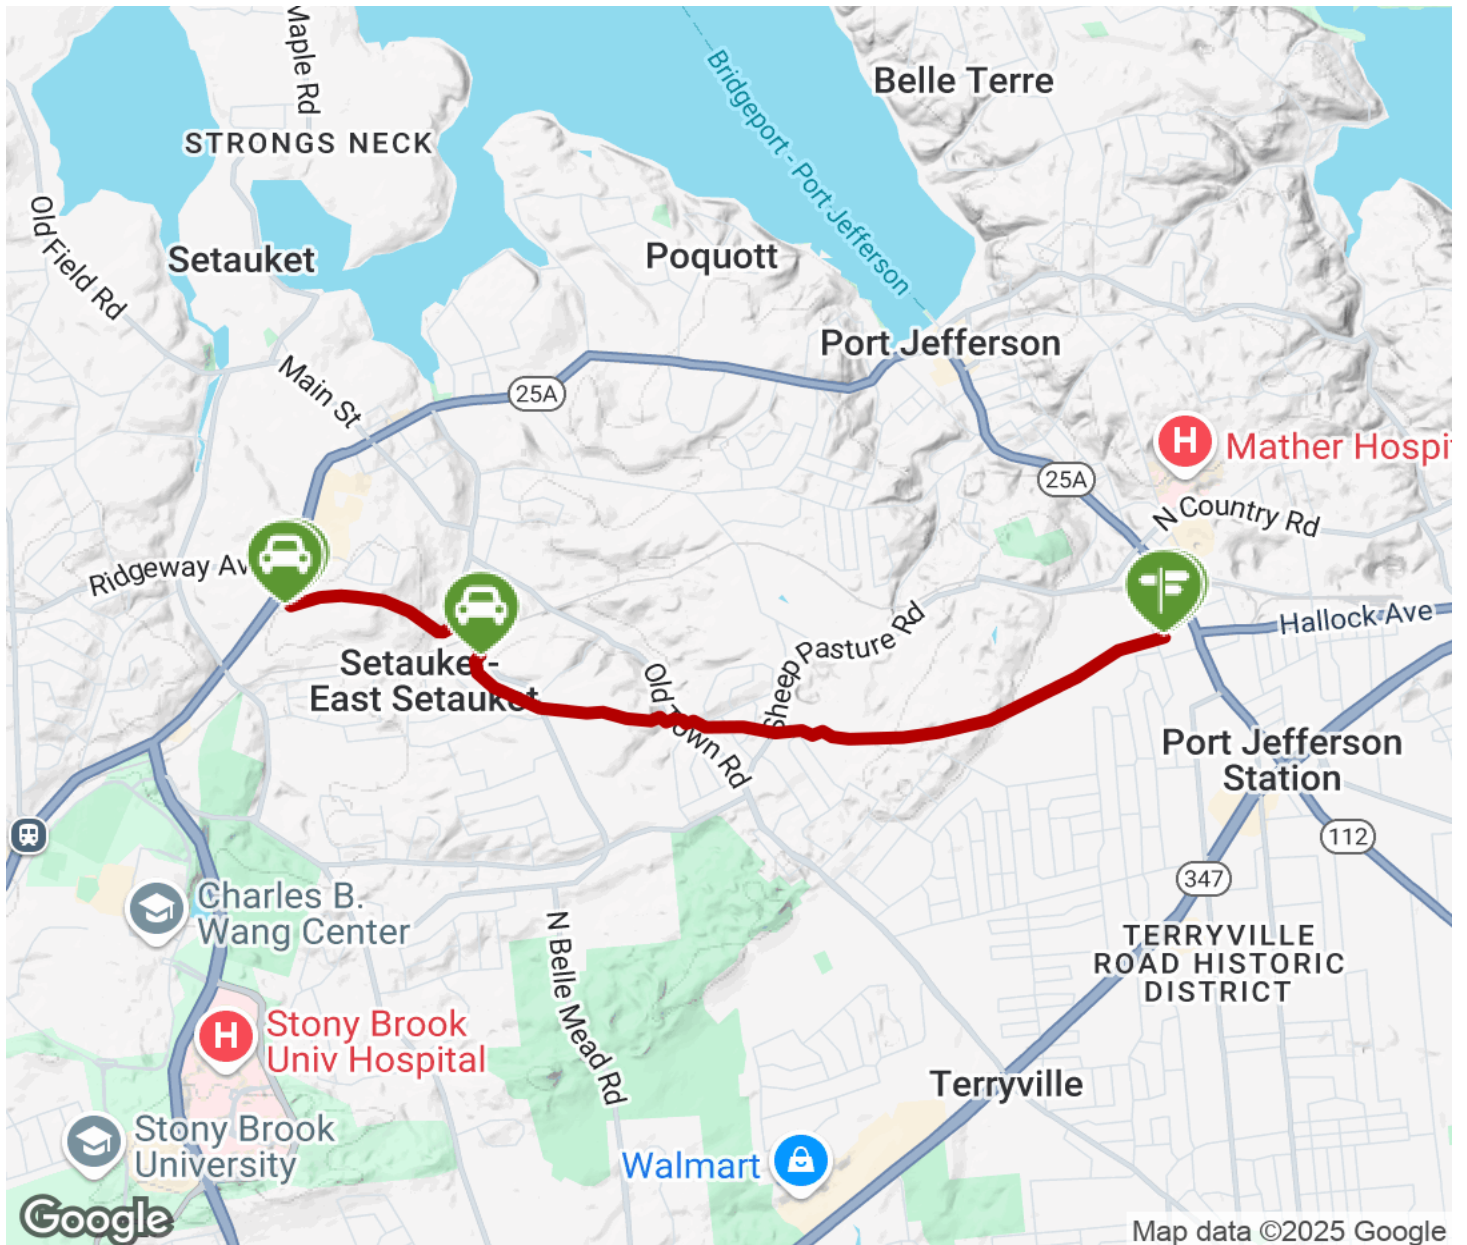 Maple Rd
Belle Terre
Bridgeport - Port Jefferson
STRONGS NECK
Old Field Rd
Setauket
Poquott
Port Jefferson
Main St
25A
H
Mather Hospi
25A
N Country Rd
Ridgeway Av
Hallock Ave
Setauke -
East Setauket
Sheep Pasture Rd
Old Town Rd
Port Jefferson
Station
112
347
Charles B.
Wang Center
N Belle Mead Rd
TERRYVILLE
ROAD HISTORIC
DISTRICT
H
Stony Brook
Univ Hospital
Terryville
Stony Brook
University
Walmart
Google
Map data ©2025 Google